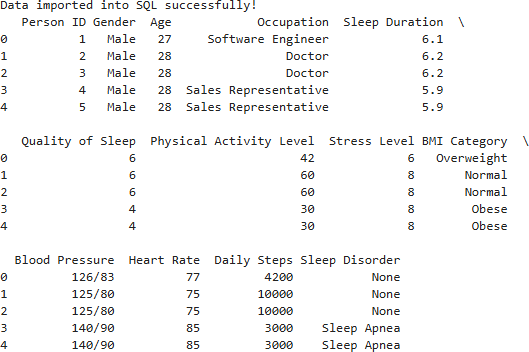 Data imported into SQL successfully!
Person ID Gender Age Occupation Sleep Duration \
0 1 Male 27 Software Engineer 6.1
1 2 Male 28 Doctor 6.2
2 3 Male 28 Doctor 6.2
3 4 Male 28 Sales Representative 5.9
4 5 Male 28 Sales Representative 5.9
Quality of Sleep Physical Activity Level Stress Level BMI Category \
0 6 42 6 Overweight
1 6 60 8 Normal
2 6 60 8 Normal
3 4 30 8 Obese
4 4 30 8 Obese
Blood Pressure Heart Rate Daily Steps Sleep Disorder
0 126/83 77 4200 None
1 125/80 75 10000 None
2 125/80 75 10000 None
3 140/90 85 3000 Sleep Apnea
4 140/90 85 3000 Sleep Apnea